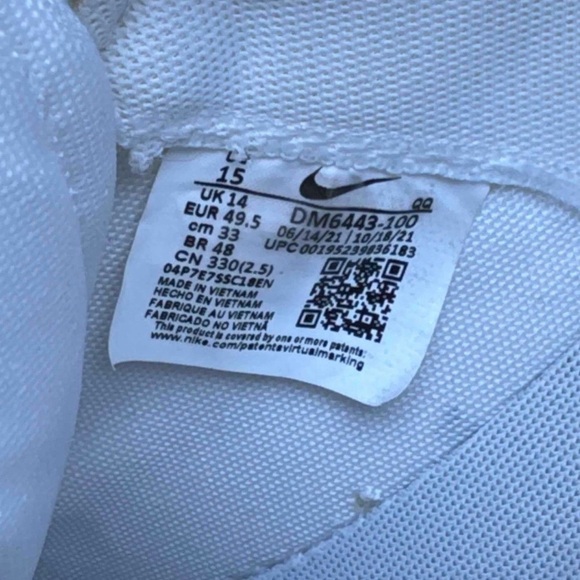 15
UK 14
EUR 49.5
cm 33
BR 48
CN 330(2.5)
04P7E7SSC18EN
MADE IN VIETNAM
HECHO EN VIETNAM
FABRIQUE AU VIETNAM
FABRICADO NO VIETNÃ
This product is covered by one or more patents:
www.nike.com/patentsvirtualmarking
QQ
DM6443-100
06/14/21 | 10/18/21
UPC 00195239836183